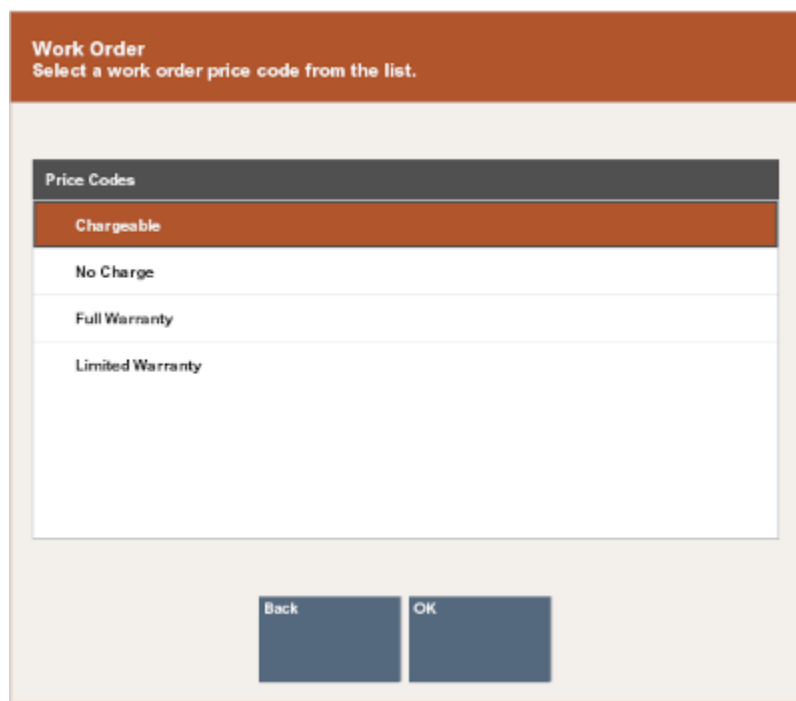 Work Order
Select a work order price code from the list.
Price Codes
Chargeable
No Charge
Full Warranty
Limited Warranty
Back
OK